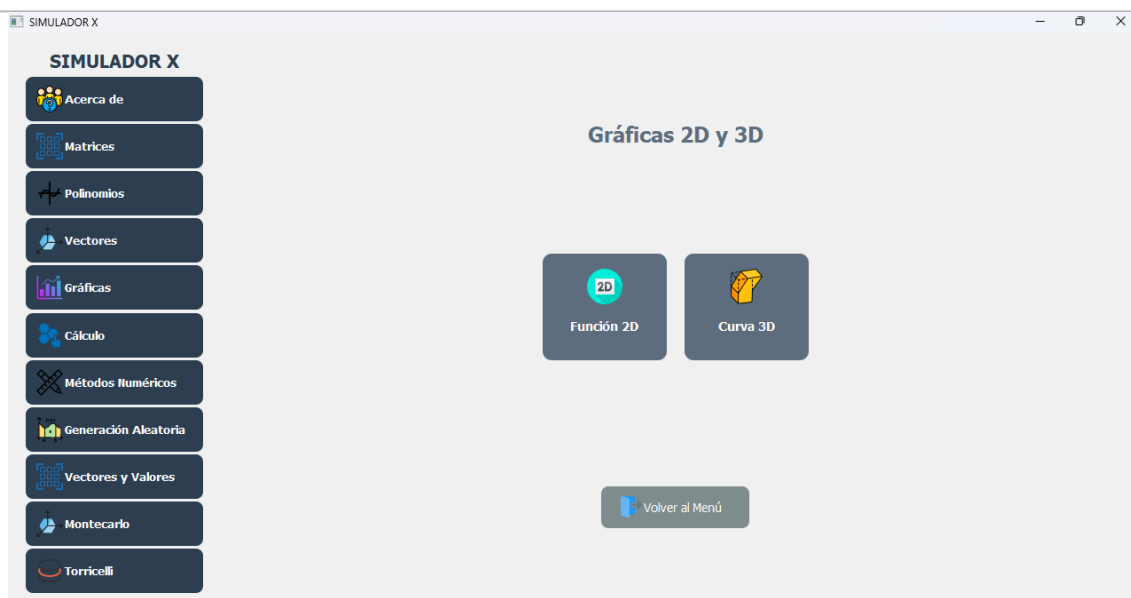 SIMULADOR X
SIMULADOR X
Acerca de
Matrices
Polinomios
Vectores
Gráficas
Cálculo
Métodos Numéricos
Generación Aleatoria
Vectores y Valores
Montecarlo
Torricelli
Gráficas 2D y 3D
2D
Función 2D
Curva 3D
Volver al Menú